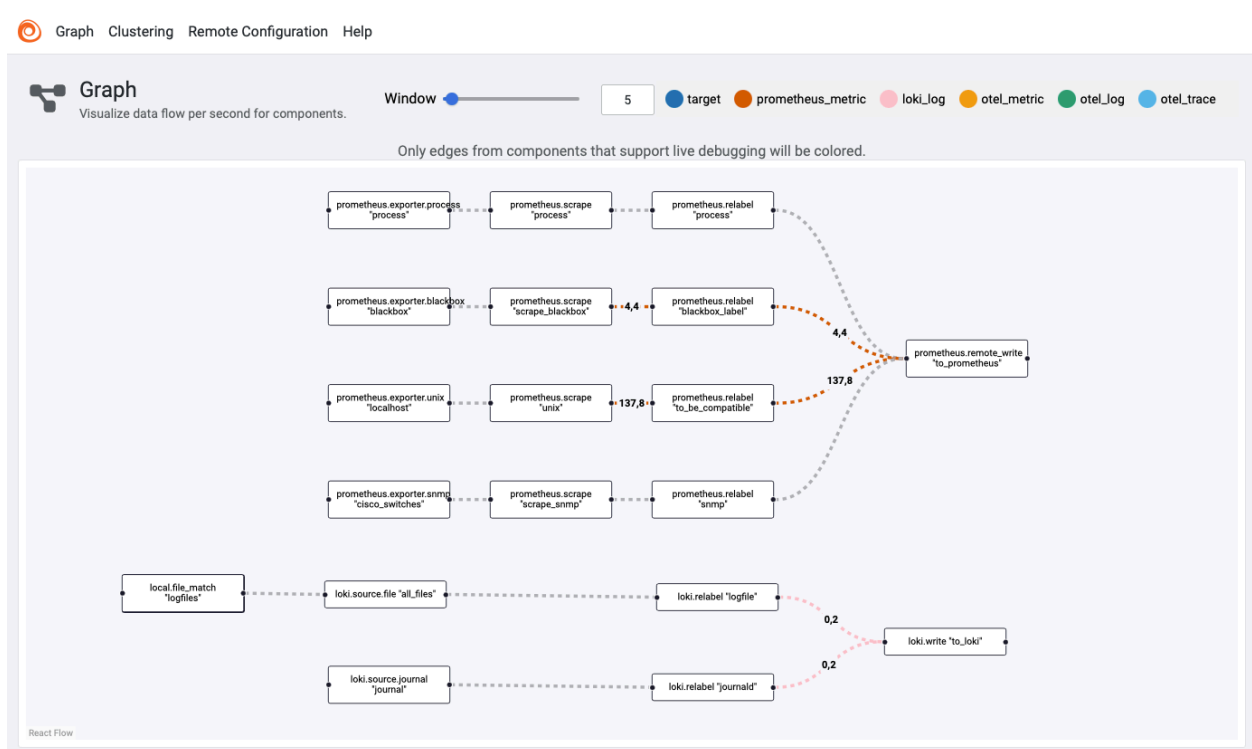 Graph Clustering Remote Configuration Help
Graph
Visualize data flow per second for components.
Window
5
target
prometheus_metric
loki_log
otel_metric
otel_log
otel_trace
Only edges from components that support live debugging will be colored.
prometheus.exporter.process
"process"
prometheus.scrape
"process"
prometheus.relabel
"process"
prometheus.exporter.blackbox
"blackbox"
prometheus.scrape
"scrape_blackbox"
4,4
prometheus.relabel
"blackbox_label"
4,4
prometheus.remote_write
"to_prometheus"
137,8
prometheus.exporter.unix
"localhost"
prometheus.scrape
"unix"
137,8
prometheus.relabel
"to_be_compatible"
prometheus.exporter.snmp
"cisco_switches"
prometheus.scrape
"scrape_snmp"
prometheus.relabel
"snmp"
local.file_match
"logfiles"
loki.source.file "all_files"
loki.relabel "logfile"
0,2
loki.write "to_loki"
0,2
loki.source.journal
"journal"
loki.relabel "journald"
React Flow